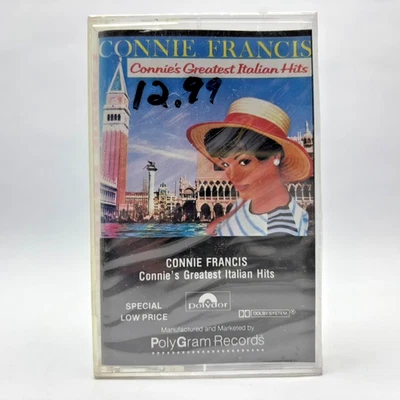 CONNIE FRANCIS
Connie's Greatest Italian Hits
12.99
CONNIE FRANCIS
Connie's Greatest Italian Hits
SPECIAL
LOW PRICE
polydor
DOLBY SYSTEM ®
Manufactured and Marketed by
PolyGram Records